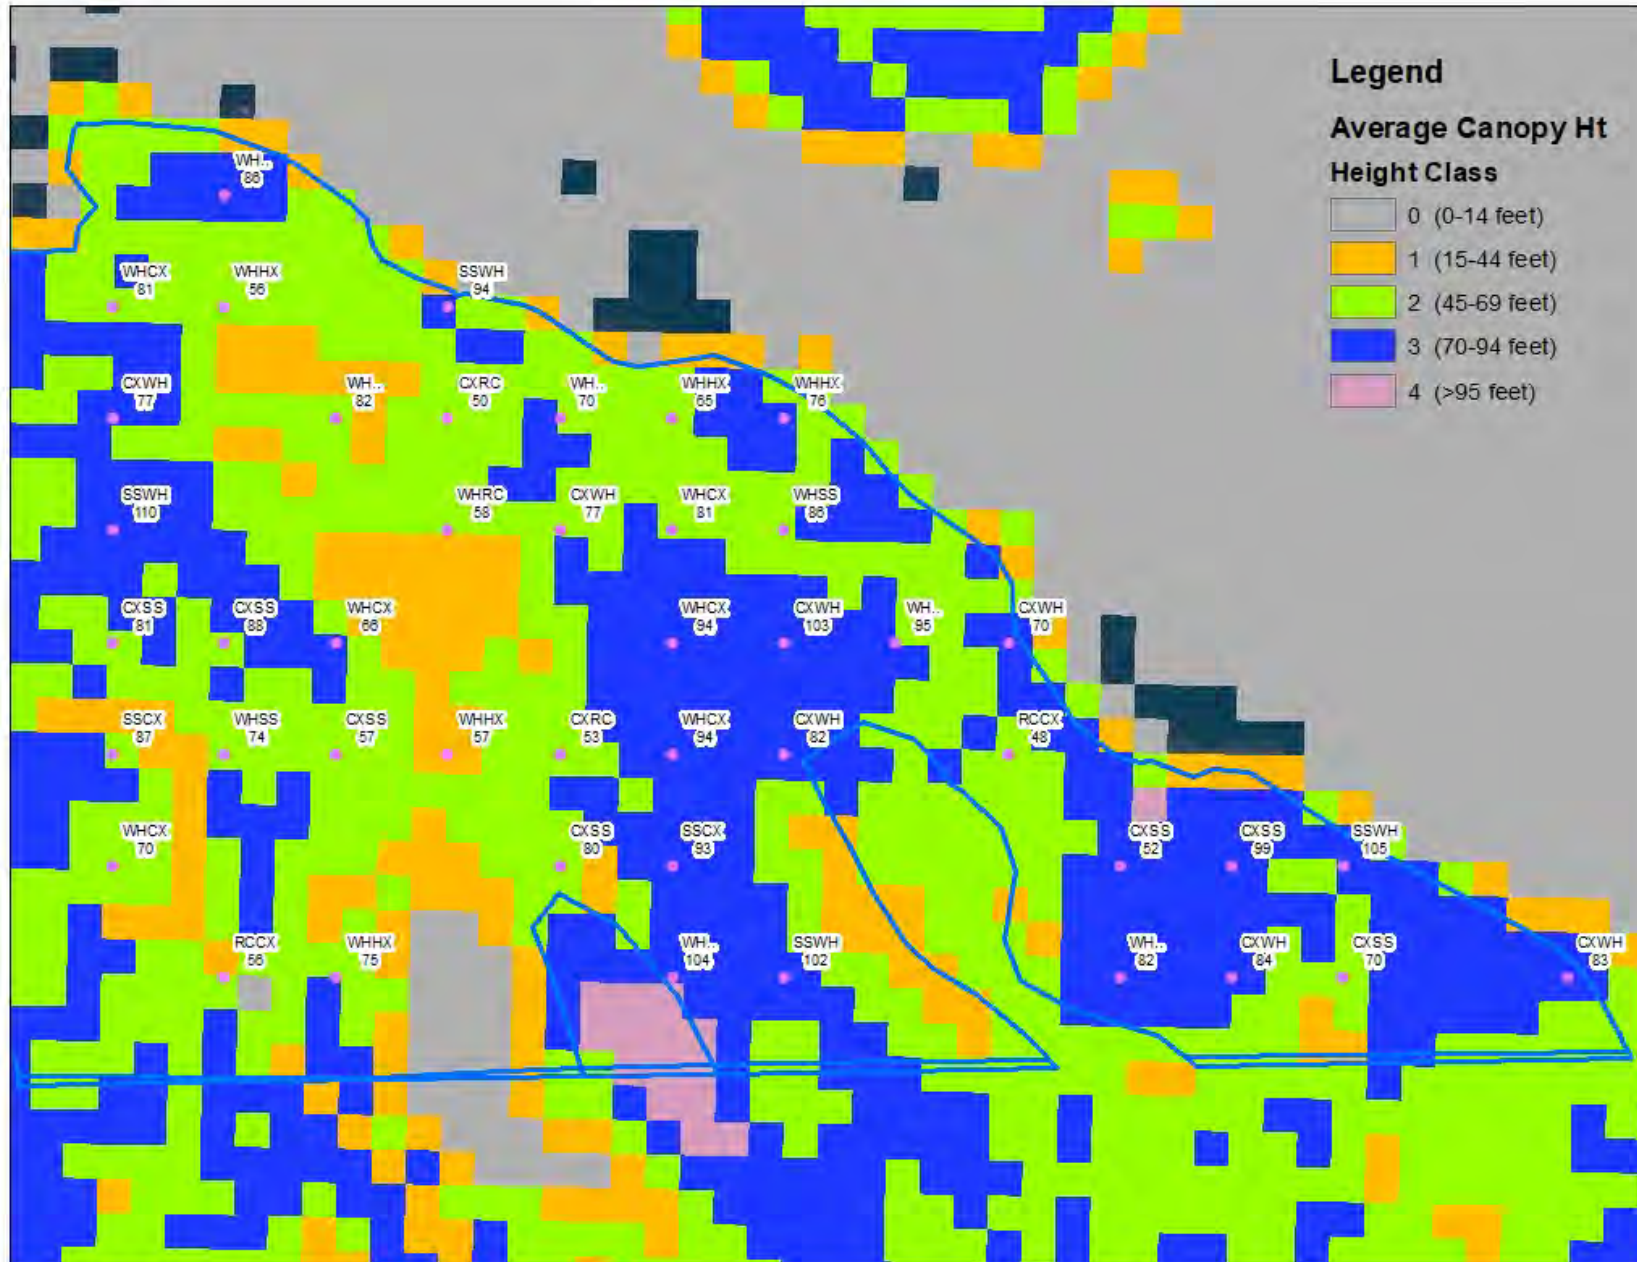 Legend
Average Canopy Ht
Height Class
0 (0-14 feet)
1 (15-44 feet)
2 (45-69 feet)
3 (70-94 feet)
4 (>95 feet)
WH..
86
WHCX
81
WHHX
56
SSWH
94
CXWH
77
WH..
82
CXRC
50
WH..
70
WHHX
65
WHHX
76
SSWH
110
WHRC
58
CXWH
77
WHCX
81
WHSS
86
CXSS
81
CXSS
88
WHCX
66
WHCX
94
CXWH
103
WH..
95
CXWH
70
SSCX
87
WHSS
74
CXSS
57
WHHX
57
CXRC
53
WHCX
94
CXWH
82
RCCX
48
WHCX
70
CXSS
80
SSCX
93
CXSS
52
CXSS
99
SSWH
105
RCCX
56
WHHX
75
WH..
104
SSWH
102
WH..
82
CXWH
84
CXSS
70
CXWH
83